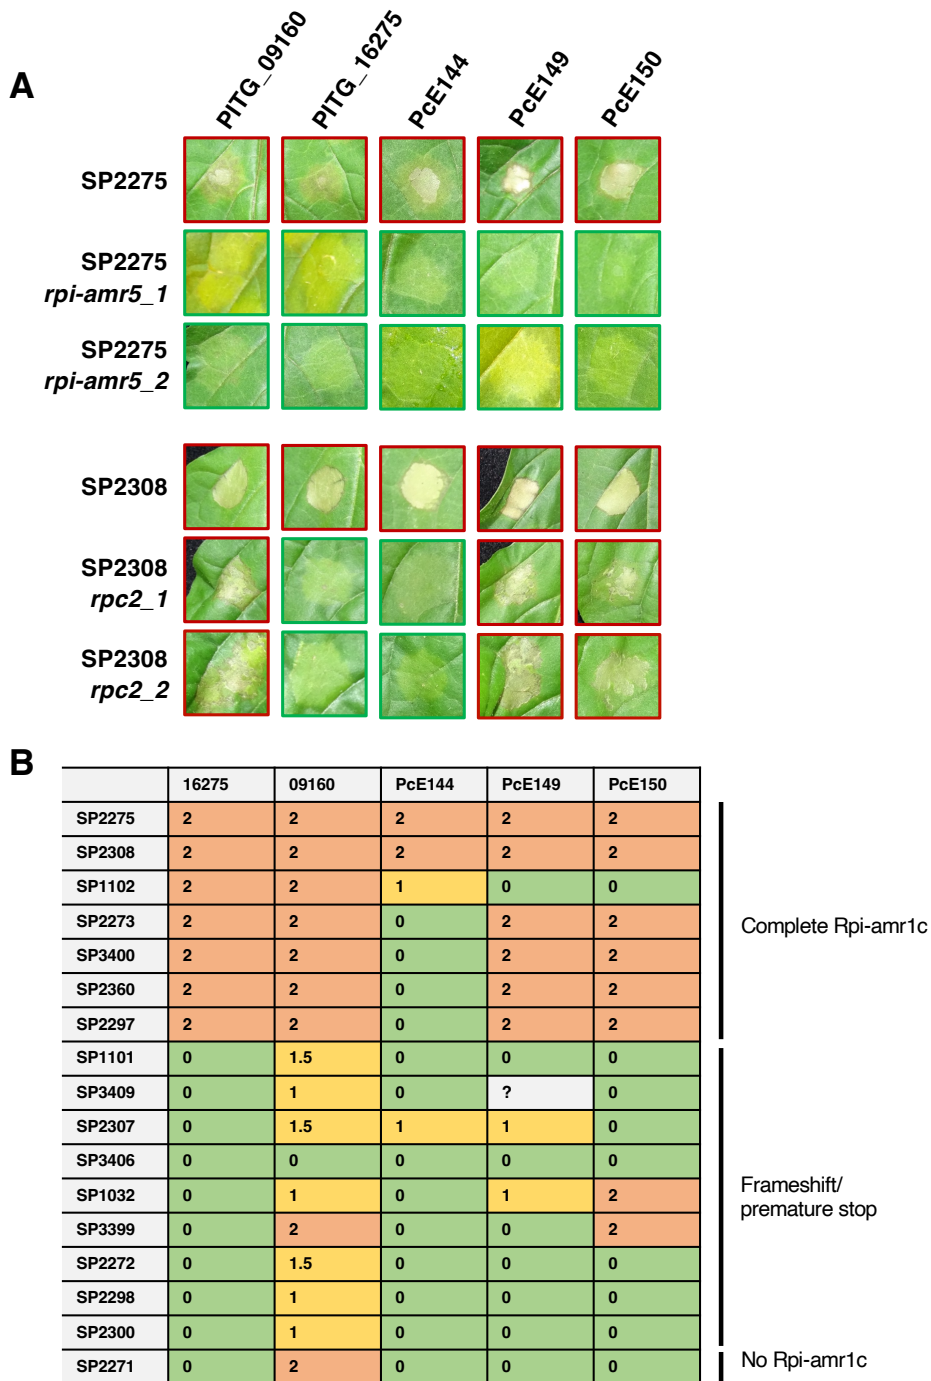 A
PITG_09160 PITG_16275 PcE144 PcE149 PcE150
SP2275
SP2275
rpi-amr5_1
SP2275
rpi-amr5_2
SP2308
SP2308
rpc2_1
SP2308
rpc2_2
B
16275 09160 PcE144 PcE149 PcE150
SP2275 2 2 2 2 2
SP2308 2 2 2 2 2
SP1102 2 2 1 0 0
SP2273 2 2 0 2 2
SP3400 2 2 0 2 2
SP2360 2 2 0 2 2
SP2297 2 2 0 2 2
Complete Rpi-amr1c
SP1101 0 1.5 0 0 0
SP3409 0 1 0 ? 0
SP2307 0 1.5 1 1 0
SP3406 0 0 0 0 0
SP1032 0 1 0 1 2
SP3399 0 2 0 0 2
SP2272 0 1.5 0 0 0
SP2298 0 1 0 0 0
SP2300 0 1 0 0 0
Frameshift/
premature stop
SP2271 0 2 0 0 0
No Rpi-amr1c